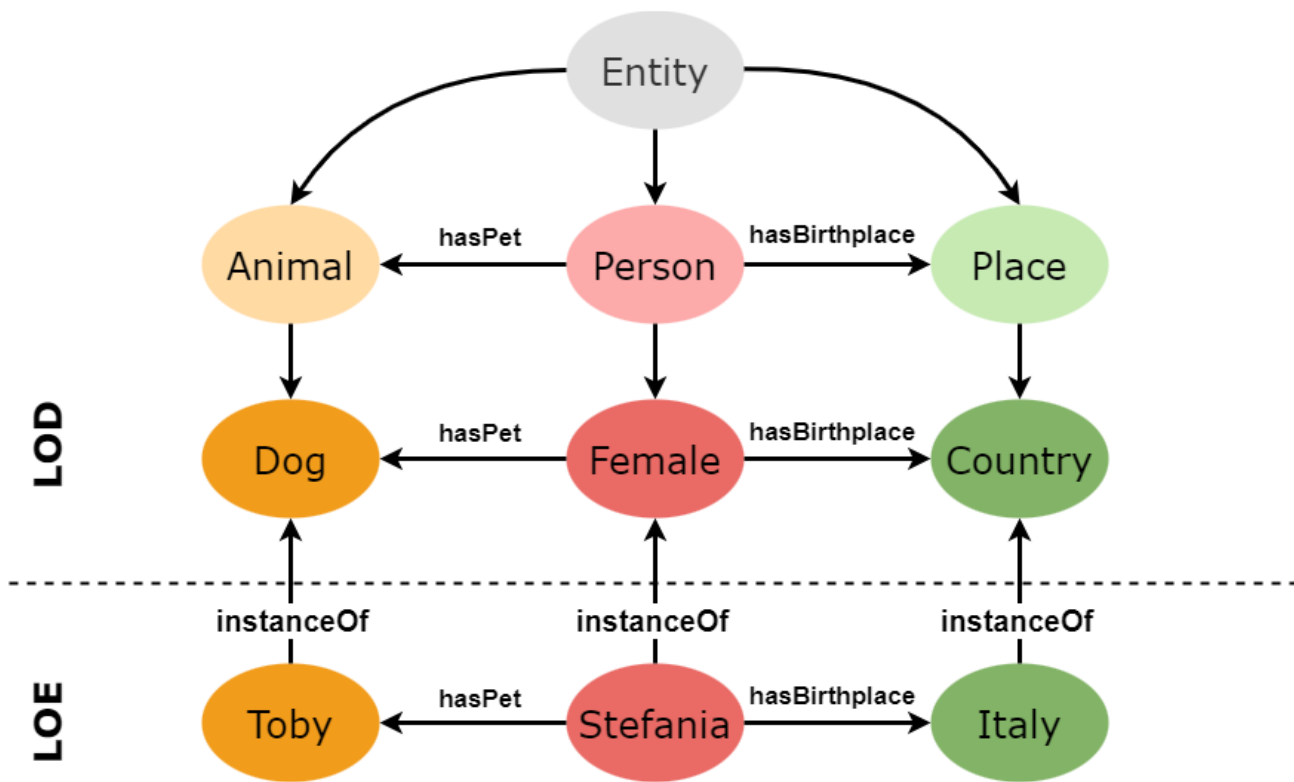 Entity
hasPet
hasBirthplace
Animal
Person
Place
LOD
hasPet
hasBirthplace
Dog
Female
Country
instanceOf
instanceOf
instanceOf
LOE
hasPet
hasBirthplace
Toby
Stefania
Italy